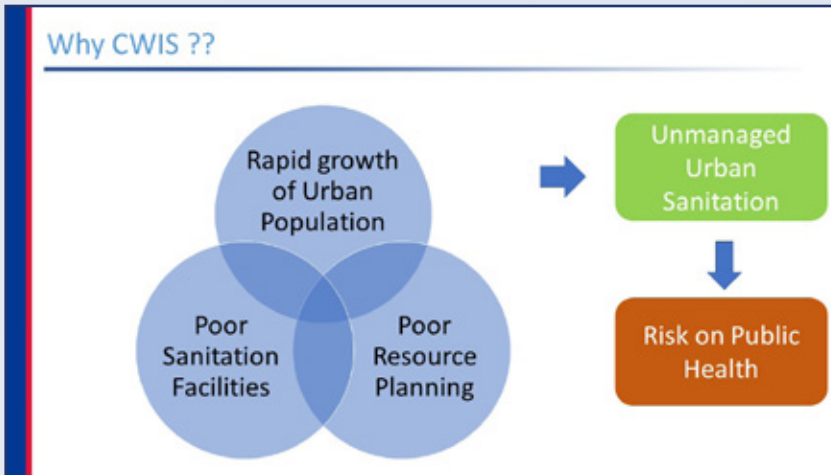 Why CWIS ??
Rapid growth
of Urban
Population
Poor
Sanitation
Facilities
Poor
Resource
Planning
Unmanaged
Urban
Sanitation
Risk on Public
Health